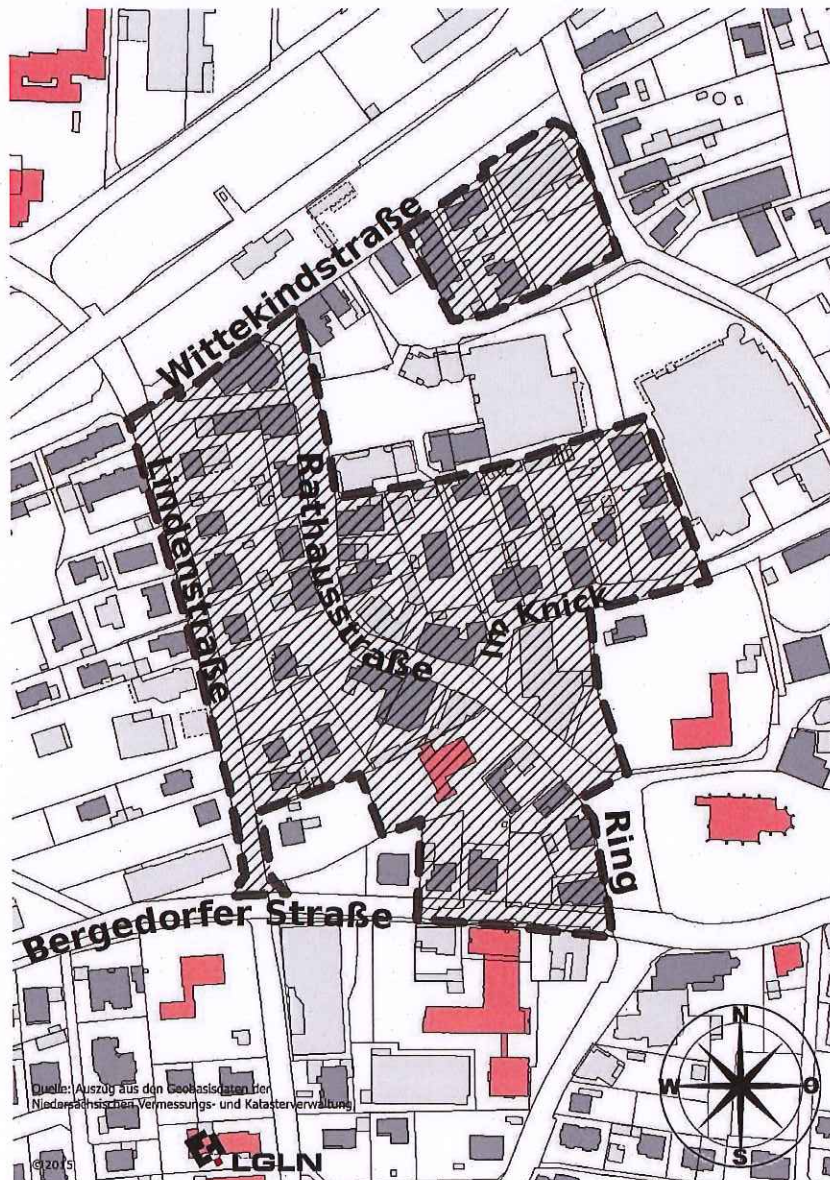 Wittekindstraße
Lindenstraße
Rathausstraße
Im Knick
Ring
Bergedorfer Straße
N
W
O
S
Quelle: Auszug aus den Geobasisdaten der
Niedersächsischen Vermessungs- und Katasterverwaltung
©2015
LGLN